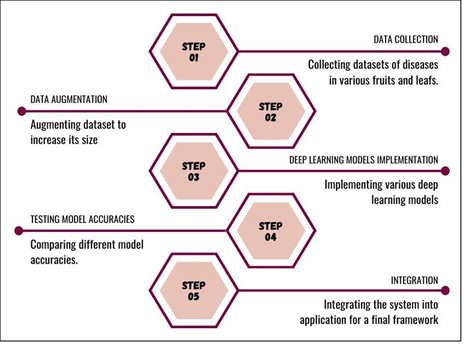 STEP
01
DATA COLLECTION
Collecting datasets of diseases
in various fruits and leafs.
DATA AUGMENTATION
Augmenting dataset to
increase its size
STEP
02
STEP
03
DEEP LEARNING MODELS IMPLEMENTATION
Implementing various deep
learning models
TESTING MODEL ACCURACIES
Comparing different model
accuracies.
STEP
04
STEP
05
INTEGRATION
Integrating the system into
application for a final framework